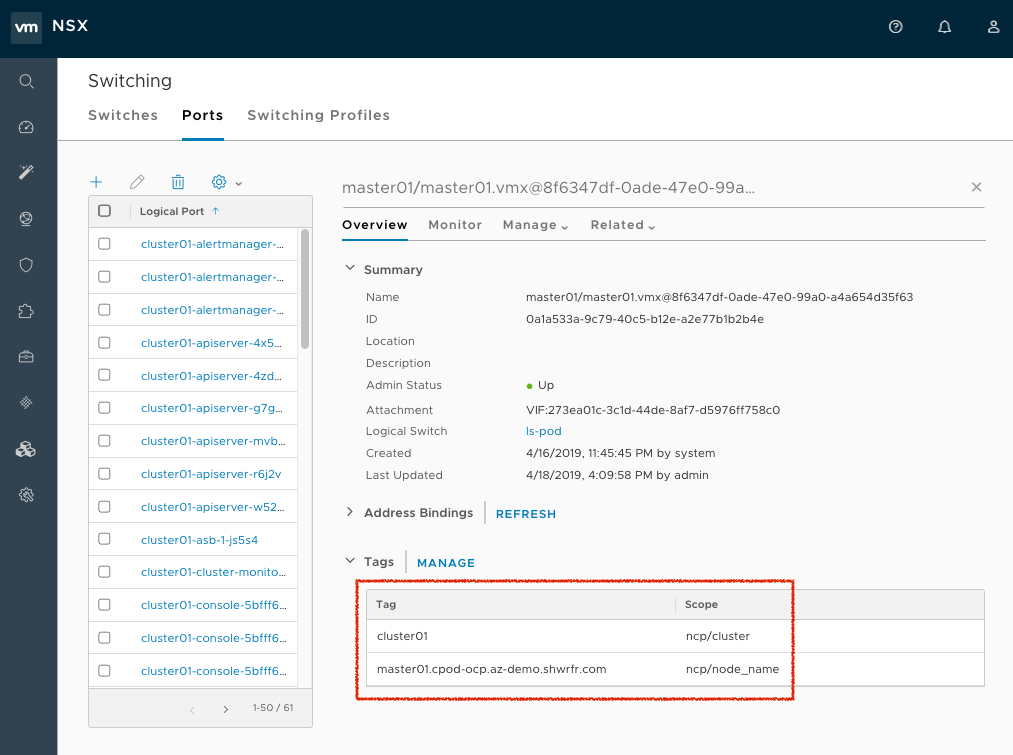 vm NSX
Switching
Switches Ports Switching Profiles
master01/master01.vmx@8f6347df-0ade-47e0-99a...
Logical Port
cluster01-alertmanager-...
cluster01-alertmanager-...
cluster01-alertmanager-...
cluster01-apiserver-4x5...
cluster01-apiserver-4zd...
cluster01-apiserver-g7g...
cluster01-apiserver-mvb...
cluster01-apiserver-r6j2v
cluster01-apiserver-w52...
cluster01-asb-1-js5s4
cluster01-cluster-monito...
cluster01-console-5bfff6...
cluster01-console-5bfff6...
cluster01-console-5bfff6...
1-50 / 61
Overview Monitor Manage Related
Summary
Name master01/master01.vmx@8f6347df-0ade-47e0-99a0-a4a654d35f63
ID 0a1a533a-9c79-40c5-b12e-a2e77b1b2b4e
Location
Description
Admin Status Up
Attachment VIF:273ea01c-3c1d-44de-8af7-d5976ff758c0
Logical Switch ls-pod
Created 4/16/2019, 11:45:45 PM by system
Last Updated 4/18/2019, 4:09:58 PM by admin
Address Bindings REFRESH
Tags MANAGE
Tag Scope
cluster01 ncp/cluster
master01.cpod-ocp.az-demo.shwrfr.com ncp/node_name